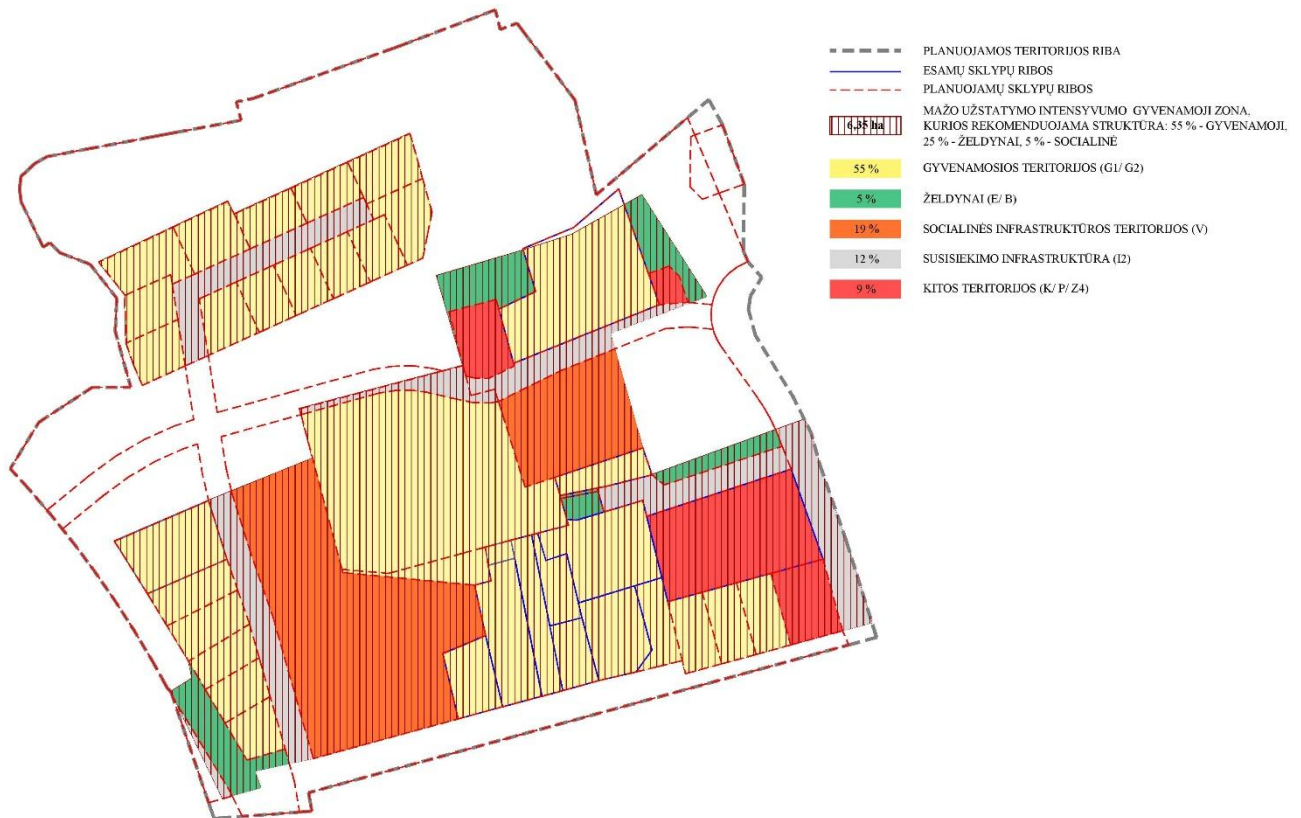 PLANUOJAMOS TERITORIJOS RIBA
ESAMŲ SKLYPŲ RIBOS
PLANUOJAMŲ SKLYPŲ RIBOS
6,35 ha
MAŽO UŽSTATYMO INTENSYVUMO GYVENAMOJI ZONA,
KURIOS REKOMENDUOJAMA STRUKTŪRA: 55 % - GYVENAMOJI,
25 % - ŽELDYNAI, 5 % - SOCIALINĖ
55 % GYVENAMOSIOS TERITORIJOS (G1/ G2)
5 % ŽELDYNAI (E/ B)
19 % SOCIALINĖS INFRASTRUKTŪROS TERITORIJOS (V)
12 % SUSISIEKIMO INFRASTRUKTŪRA (I2)
9 % KITOS TERITORIJOS (K/ P/ Z4)